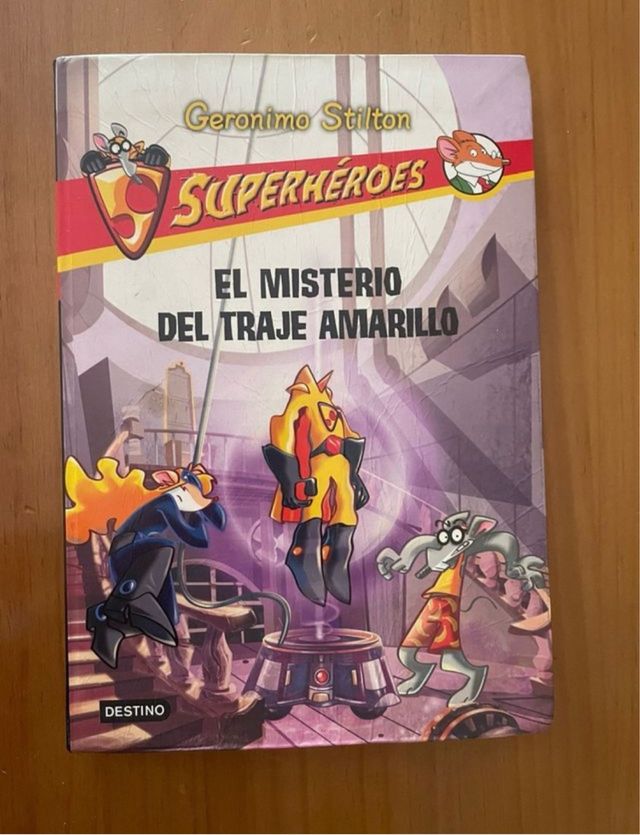 Geronimo Stilton
SUPERHÉROES
EL MISTERIO
DEL TRAJE AMARILLO
DESTINO